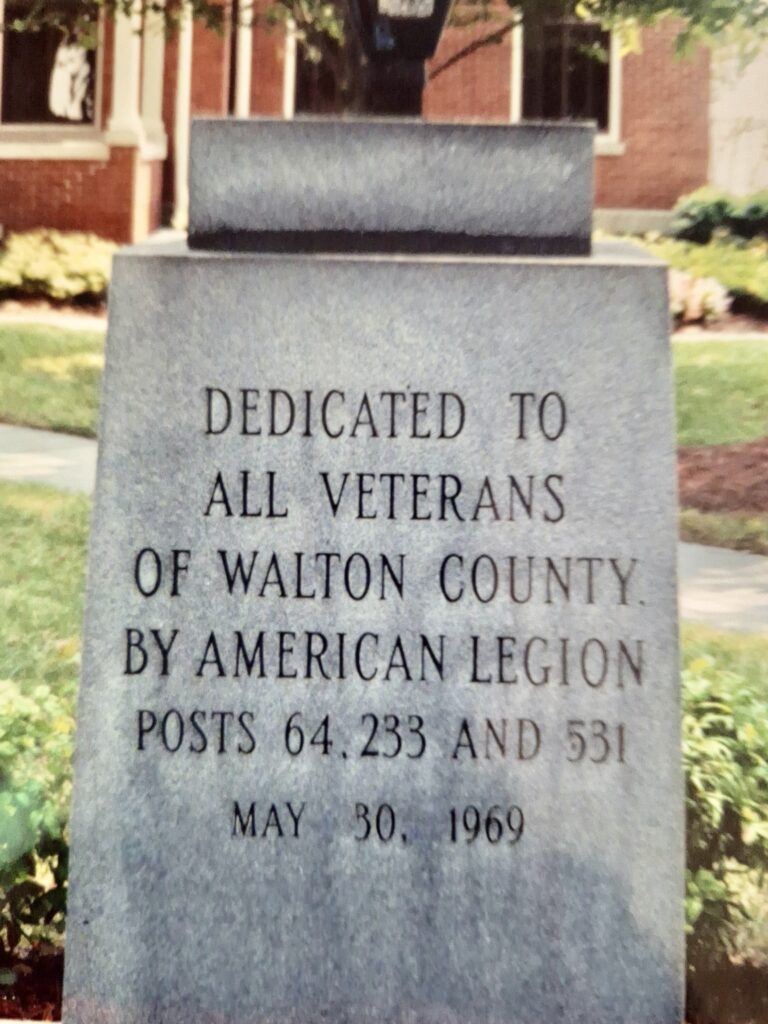 DEDICATED TO
ALL VETERANS
OF WALTON COUNTY.
BY AMERICAN LEGION
POSTS 64, 233 AND 531
MAY 30, 1969